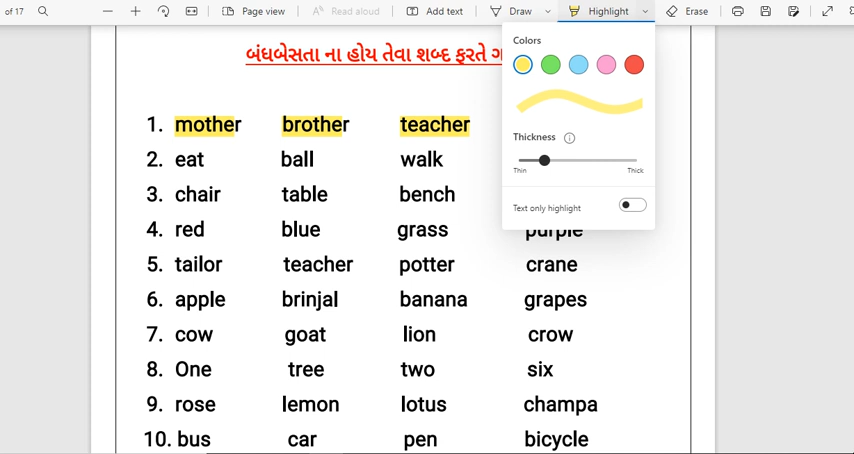 of 17 Page view Read aloud Add text Draw Highlight Erase
Colors
Thickness
Thin Thick
Text only highlight
બંધબેસતા ના હોય તેવા શબ્દ ફરતે
1. mother brother teacher
2. eat ball walk
3. chair table bench
4. red blue grass purple
5. tailor teacher potter crane
6. apple brinjal banana grapes
7. cow goat lion crow
8. One tree two six
9. rose lemon lotus champa
10. bus car pen bicycle